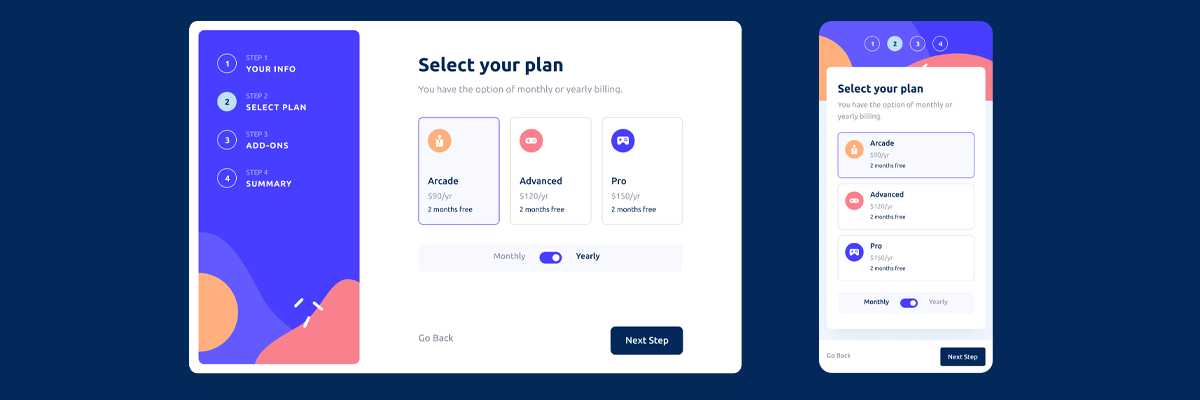 1
STEP 1
YOUR INFO
2
STEP 2
SELECT PLAN
3
STEP 3
ADD-ONS
4
STEP 4
SUMMARY
Select your plan
You have the option of monthly or yearly billing.
Arcade
$90/yr
2 months free
Advanced
$120/yr
2 months free
Pro
$150/yr
2 months free
Monthly Yearly
Go Back Next Step
1 2 3 4
Select your plan
You have the option of monthly or
yearly billing.
Arcade
$90/yr
2 months free
Advanced
$120/yr
2 months free
Pro
$150/yr
2 months free
Monthly Yearly
Go Back Next Step